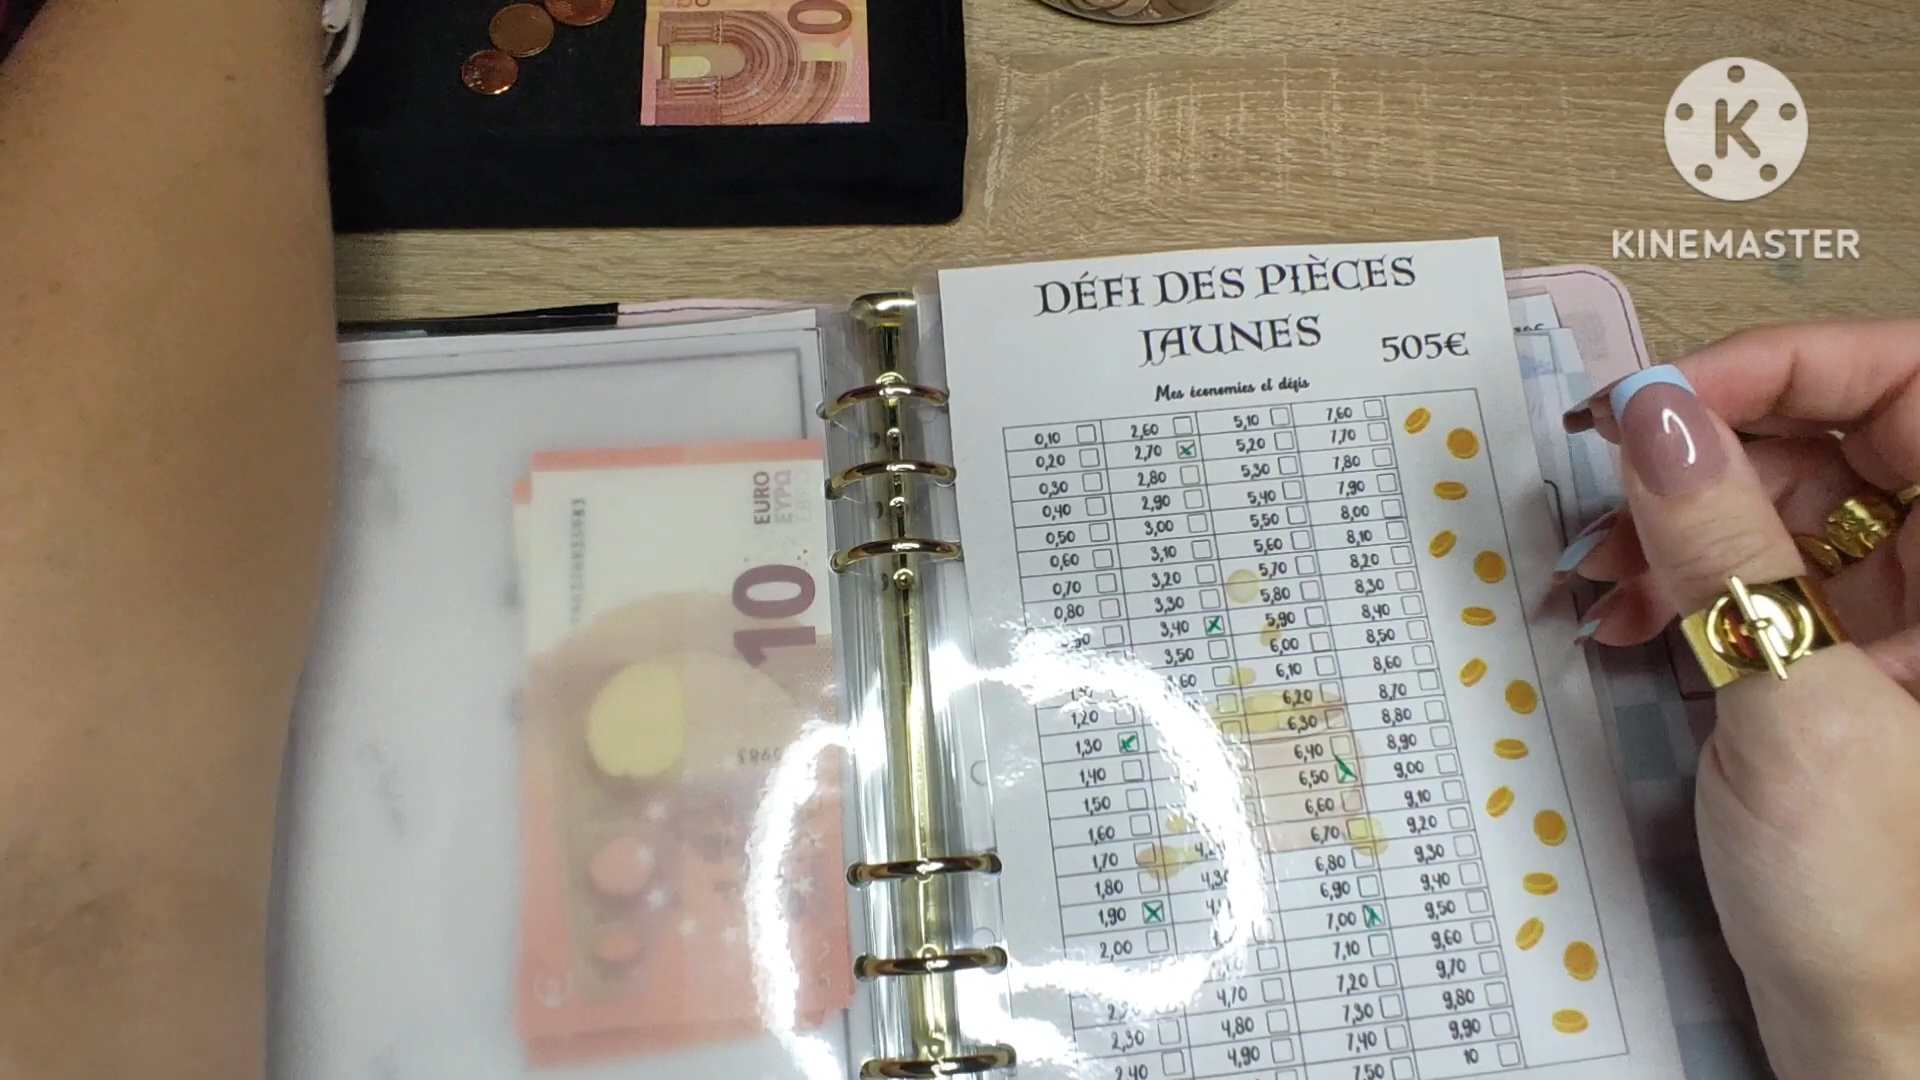 KINEMASTER
DÉFI DES PIÈCES
JAUNES
505€
Mes économies et défis
0,10 2,60 5,10 7,60
0,20 2,70 5,20 7,70
0,30 2,80 5,30 7,80
0,40 2,90 5,40 7,90
0,50 3,00 5,50 8,00
0,60 3,10 5,60 8,10
0,70 3,20 5,70 8,20
0,80 3,30 5,80 8,30
3,40 5,90 8,40
3,50 6,00 8,50
6,10 8,60
1,20 6,20 8,70
1,30 6,30 8,80
1,40 6,40 8,90
1,50 6,50 9,00
1,60 6,60 9,10
1,70 6,70 9,20
1,80 4,30 6,80 9,30
1,90 6,90 9,40
2,00 7,00 9,50
7,10 9,60
4,70 7,20 9,70
2,30 4,80 7,30 9,80
2,40 4,90 7,40 9,90
7,50 10
10 EURO
ΕΥΡΩ